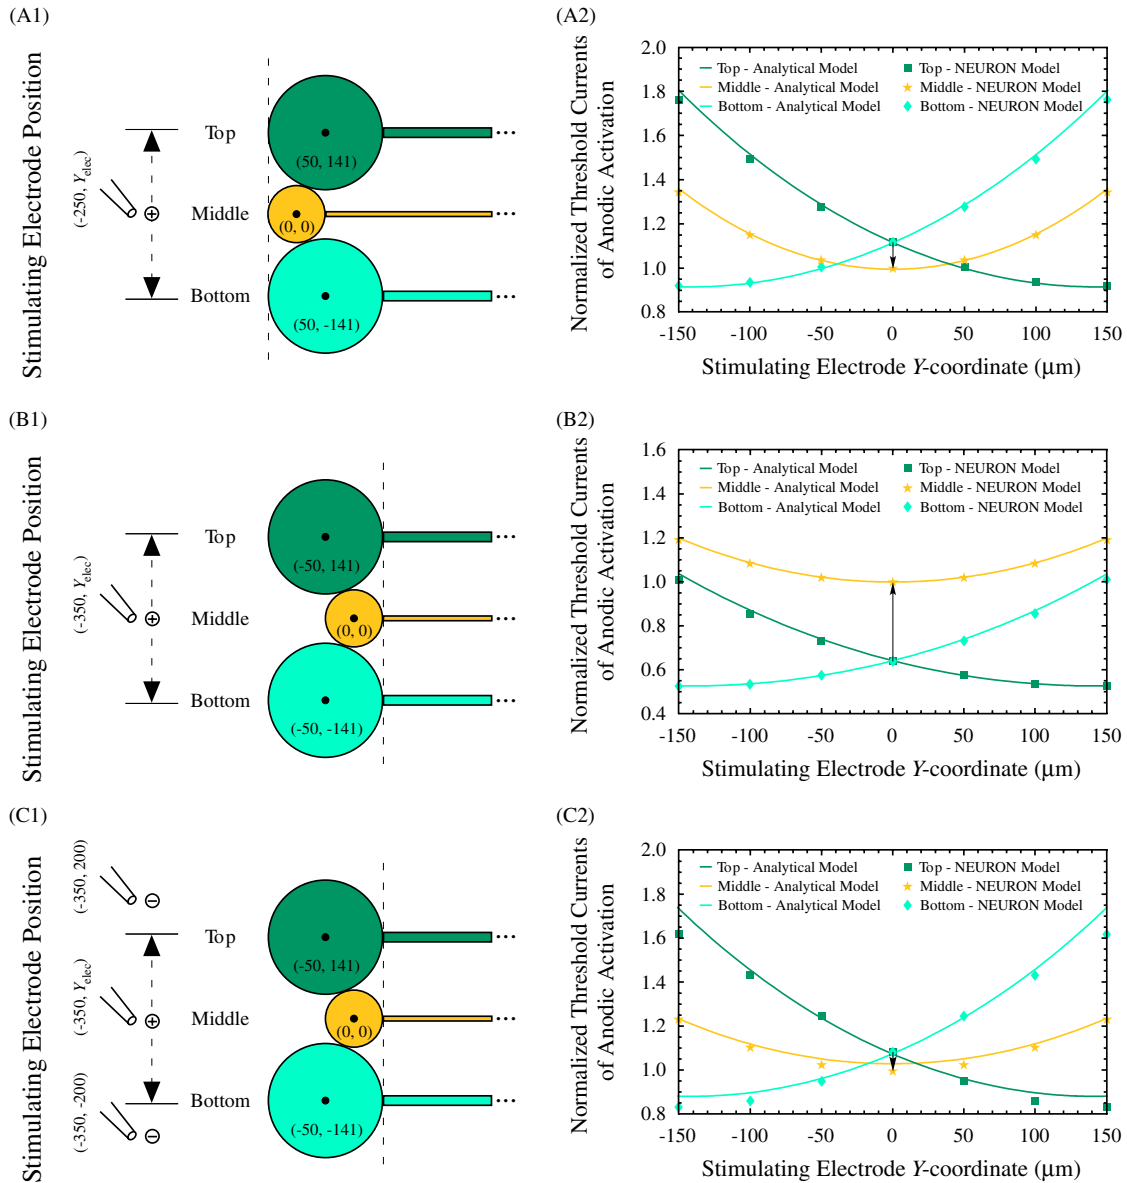 (A1)
Stimulating Electrode Position
(-250, Yelec)
+
Top
Middle
Bottom
(50, 141)
(0, 0)
(50, -141)
...
...
...
(A2)
Normalized Threshold Currents
of Anodic Activation
2.0
1.8
1.6
1.4
1.2
1.0
0.8
Top - Analytical Model
Middle - Analytical Model
Bottom - Analytical Model
Top - NEURON Model
Middle - NEURON Model
Bottom - NEURON Model
-150 -100 -50 0 50 100 150
Stimulating Electrode Y-coordinate (μm)
(B1)
Stimulating Electrode Position
(-350, Yelec)
+
Top
Middle
Bottom
(-50, 141)
(0, 0)
(-50, -141)
...
...
...
(B2)
Normalized Threshold Currents
of Anodic Activation
1.6
1.4
1.2
1.0
0.8
0.6
0.4
Top - Analytical Model
Middle - Analytical Model
Bottom - Analytical Model
Top - NEURON Model
Middle - NEURON Model
Bottom - NEURON Model
-150 -100 -50 0 50 100 150
Stimulating Electrode Y-coordinate (μm)
(C1)
Stimulating Electrode Position
(-350, 200)
−
(-350, Yelec)
+
(-350, -200)
−
Top
Middle
Bottom
(-50, 141)
(0, 0)
(-50, -141)
...
...
...
(C2)
Normalized Threshold Currents
of Anodic Activation
2.0
1.8
1.6
1.4
1.2
1.0
0.8
Top - Analytical Model
Middle - Analytical Model
Bottom - Analytical Model
Top - NEURON Model
Middle - NEURON Model
Bottom - NEURON Model
-150 -100 -50 0 50 100 150
Stimulating Electrode Y-coordinate (μm)